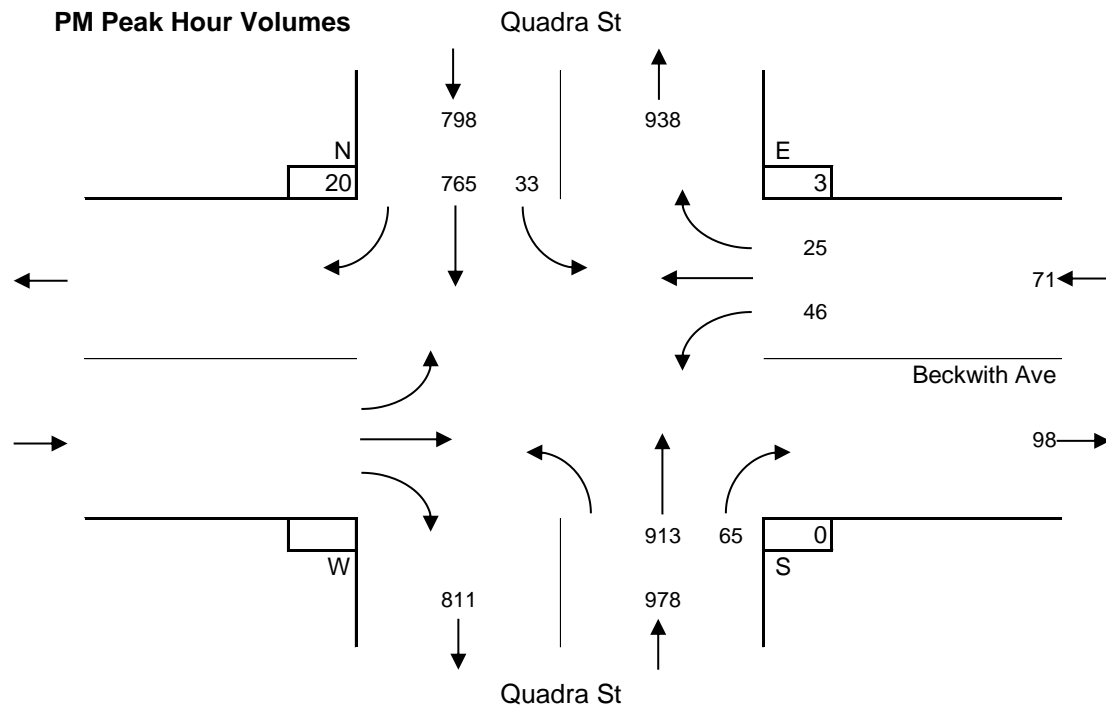 PM Peak Hour Volumes Quadra St
798 938
N E
20 765 33 3
25
71
46
Beckwith Ave
98
913 65 0
W S
811 978
Quadra St